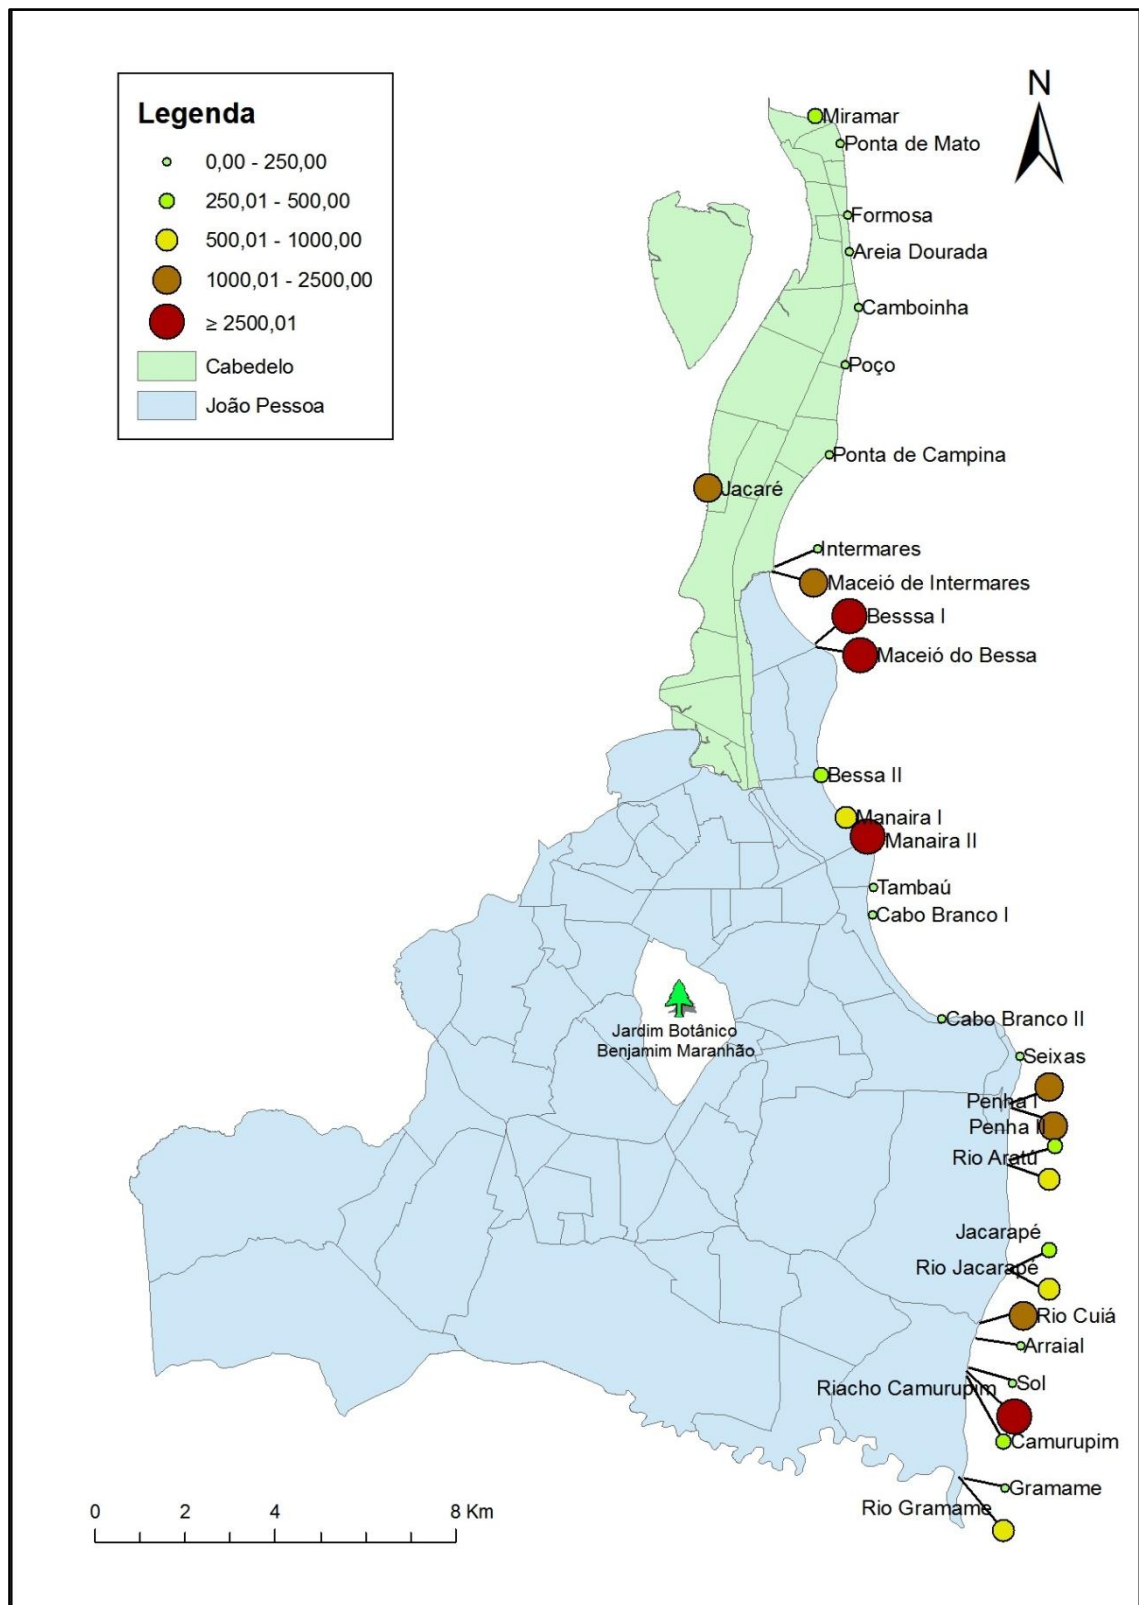 Legenda
0,00 - 250,00
250,01 - 500,00
500,01 - 1000,00
1000,01 - 2500,00
≥ 2500,01
Cabedelo
João Pessoa
N
Miramar
Ponta de Mato
Formosa
Areia Dourada
Camboinha
Poço
Ponta de Campina
Jacaré
Intermares
Maceió de Intermares
Besssa I
Maceió do Bessa
Bessa II
Manaira I
Manaira II
Tambaú
Cabo Branco I
Jardim Botânico
Benjamim Maranhão
Cabo Branco II
Seixas
Penha I
Penha II
Rio Aratú
Jacarapé
Rio Jacarapé
Rio Cuiá
Arraial
Sol
Riacho Camurupim
Camurupim
Gramame
Rio Gramame
0 2 4 8 Km